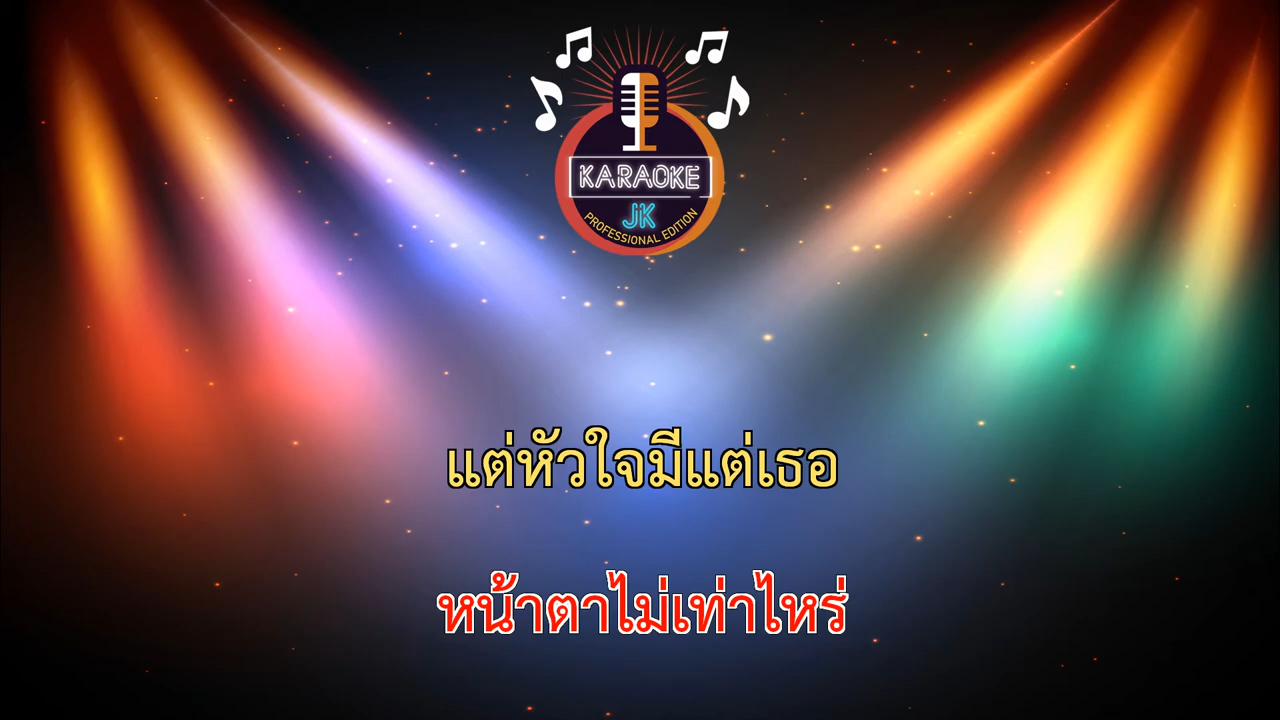 KARAOKE
JK
PROFESSIONAL EDITION
แต่หัวใจมีแต่เธอ
หน้าตาไม่เท่าไหร่